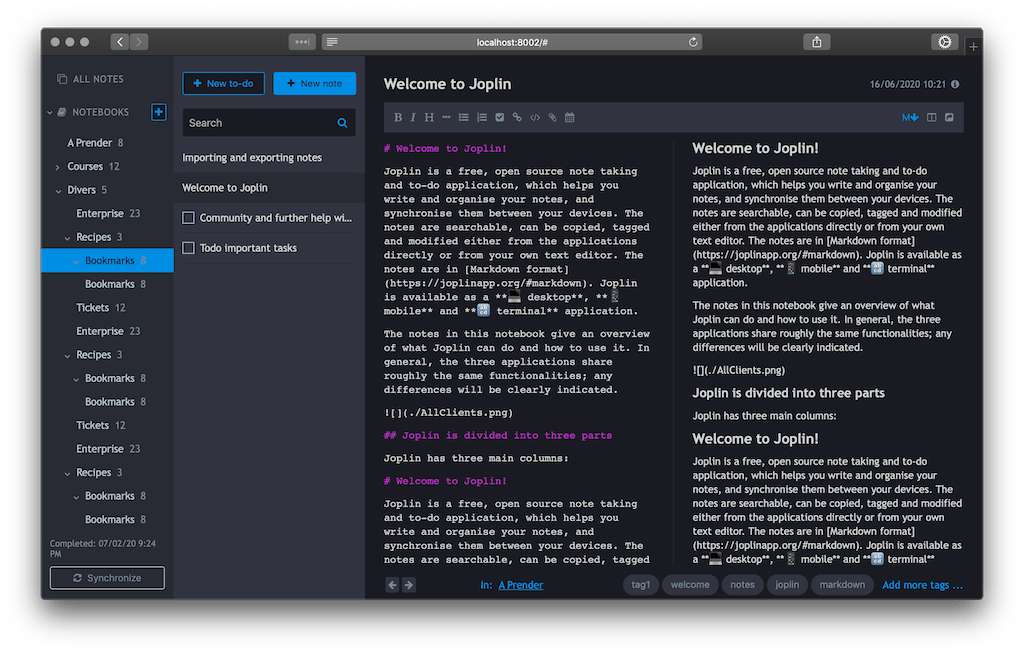 localhost:8002/#
ALL NOTES
NOTEBOOKS
A Prender 8
Courses 12
Divers 5
Enterprise 23
Recipes 3
Bookmarks 8
Bookmarks 8
Tickets 12
Enterprise 23
Recipes 3
Bookmarks 8
Bookmarks 8
Tickets 12
Enterprise 23
Recipes 3
Bookmarks 8
Bookmarks 8
Completed: 07/02/20 9:24
PM
Synchronize
+ New to-do
+ New note
Search
Importing and exporting notes
Welcome to Joplin
Community and further help wi...
Todo important tasks
Welcome to Joplin
16/06/2020 10:21
B I H
M
# Welcome to Joplin!
Joplin is a free, open source note taking
and to-do application, which helps you
write and organise your notes, and
synchronise them between your devices. The
notes are searchable, can be copied, tagged
and modified either from the applications
directly or from your own text editor. The
notes are in [Markdown format]
(https://joplinapp.org/#markdown). Joplin
is available as a **💻 desktop**, **📱
mobile** and **🔡 terminal** application.
The notes in this notebook give an overview
of what Joplin can do and how to use it. In
general, the three applications share
roughly the same functionalities; any
differences will be clearly indicated.
![](./AllClients.png)
## Joplin is divided into three parts
Joplin has three main columns:
# Welcome to Joplin!
Joplin is a free, open source note taking
and to-do application, which helps you
write and organise your notes, and
synchronise them between your devices. The
notes are searchable, can be copied, tagged
Welcome to Joplin!
Joplin is a free, open source note taking and to-do
application, which helps you write and organise your
notes, and synchronise them between your devices. The
notes are searchable, can be copied, tagged and modified
either from the applications directly or from your own
text editor. The notes are in [Markdown format]
(https://joplinapp.org/#markdown). Joplin is available as
a **💻 desktop**, **📱 mobile** and **🔡 terminal**
application.
The notes in this notebook give an overview of what
Joplin can do and how to use it. In general, the three
applications share roughly the same functionalities; any
differences will be clearly indicated.
![](./AllClients.png)
Joplin is divided into three parts
Joplin has three main columns:
Welcome to Joplin!
Joplin is a free, open source note taking and to-do
application, which helps you write and organise your
notes, and synchronise them between your devices. The
notes are searchable, can be copied, tagged and modified
either from the applications directly or from your own
text editor. The notes are in [Markdown format]
(https://joplinapp.org/#markdown). Joplin is available as
a **💻 desktop**, **📱 mobile** and **🔡 terminal**
In: A Prender
tag1 welcome notes joplin markdown Add more tags ...